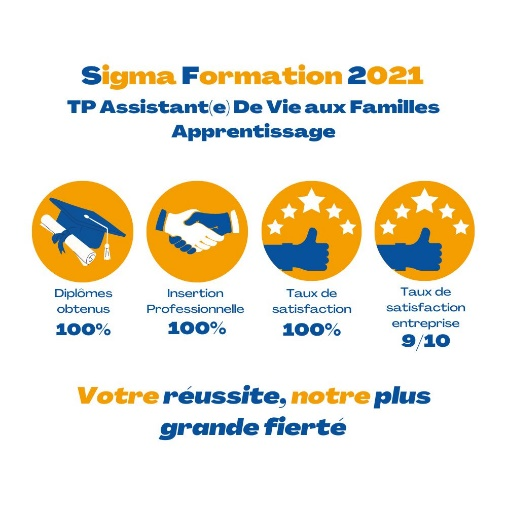 Sigma Formation 2021
TP Assistant(e) De Vie aux Familles
Apprentissage
Diplômes
obtenus
100%
Insertion
Professionnelle
100%
Taux de
satisfaction
100%
Taux de
satisfaction
entreprise
9/10
Votre réussite, notre plus
grande fierté